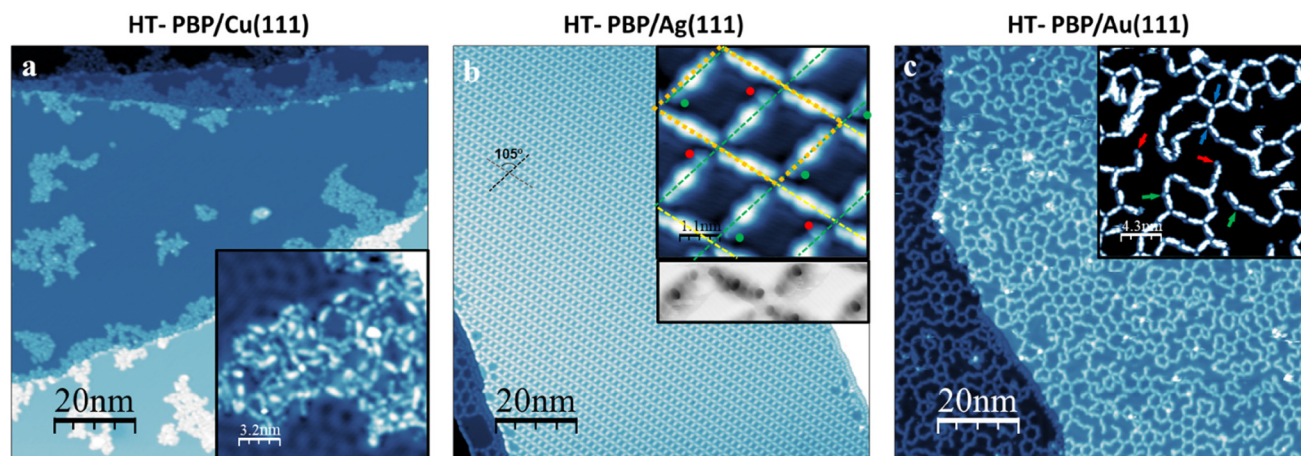 HT- PBP/Cu(111)
HT- PBP/Ag(111)
HT- PBP/Au(111)
a
20nm
3.2nm
b
105º
20nm
1.1nm
c
20nm
4.3nm